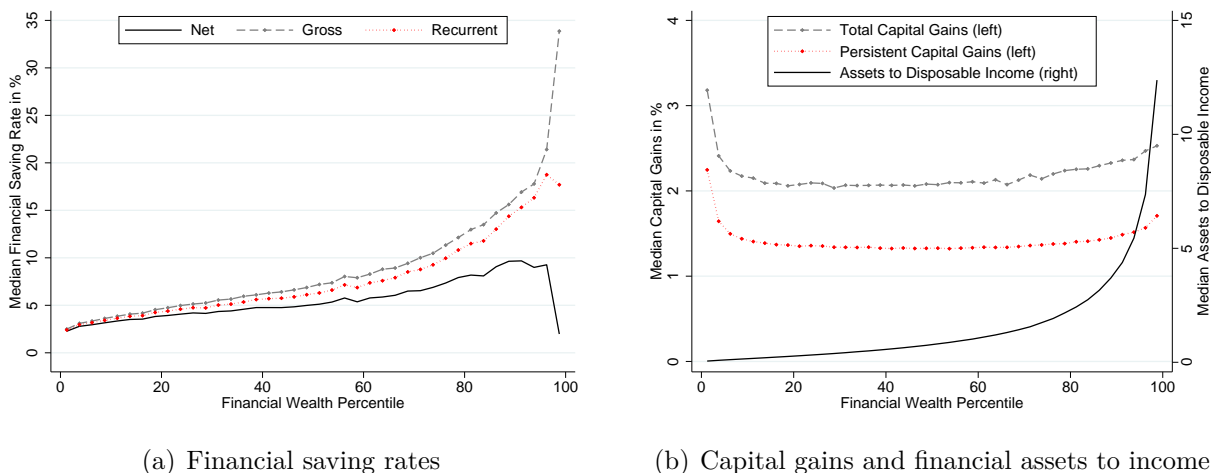 Median Financial Saving Rate in %
35
30
25
20
15
10
5
0
Net Gross Recurrent
0 20 40 60 80 100
Financial Wealth Percentile
(a) Financial saving rates
Median Capital Gains in %
4
3
2
1
0
Total Capital Gains (left)
Persistent Capital Gains (left)
Assets to Disposable Income (right)
15
10
5
0
Median Assets to Disposable Income
0 20 40 60 80 100
Financial Wealth Percentile
(b) Capital gains and financial assets to income